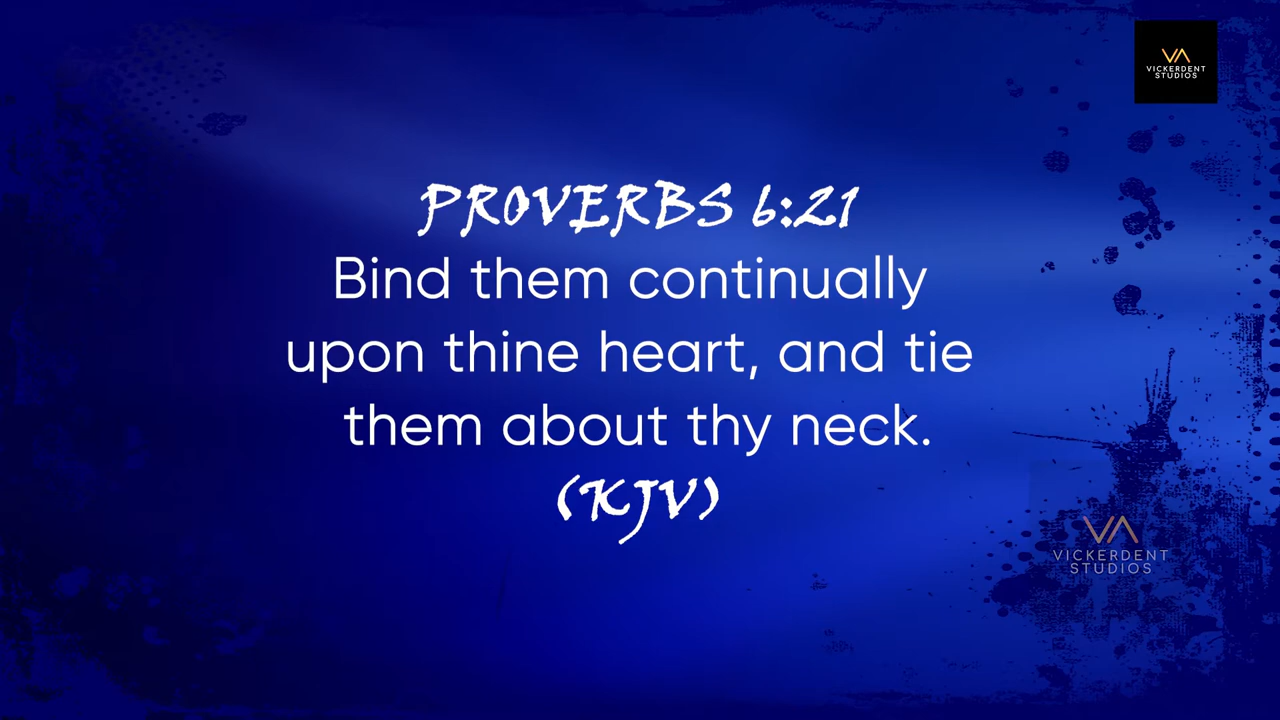 VA
VICKERDENT
STUDIOS
PROVERBS 6:21
Bind them continually
upon thine heart, and tie
them about thy neck.
(KJV)
VA
VICKERDENT
STUDIOS